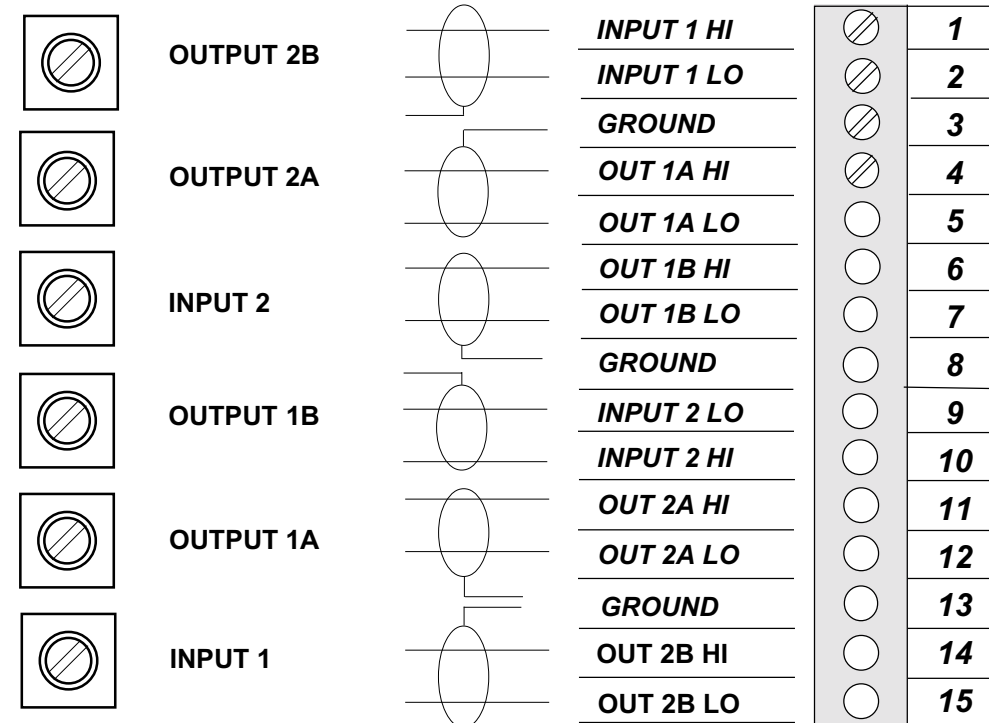 OUTPUT 2B
OUTPUT 2A
INPUT 2
OUTPUT 1B
OUTPUT 1A
INPUT 1
INPUT 1 HI 1
INPUT 1 LO 2
GROUND 3
OUT 1A HI 4
OUT 1A LO 5
OUT 1B HI 6
OUT 1B LO 7
GROUND 8
INPUT 2 LO 9
INPUT 2 HI 10
OUT 2A HI 11
OUT 2A LO 12
GROUND 13
OUT 2B HI 14
OUT 2B LO 15